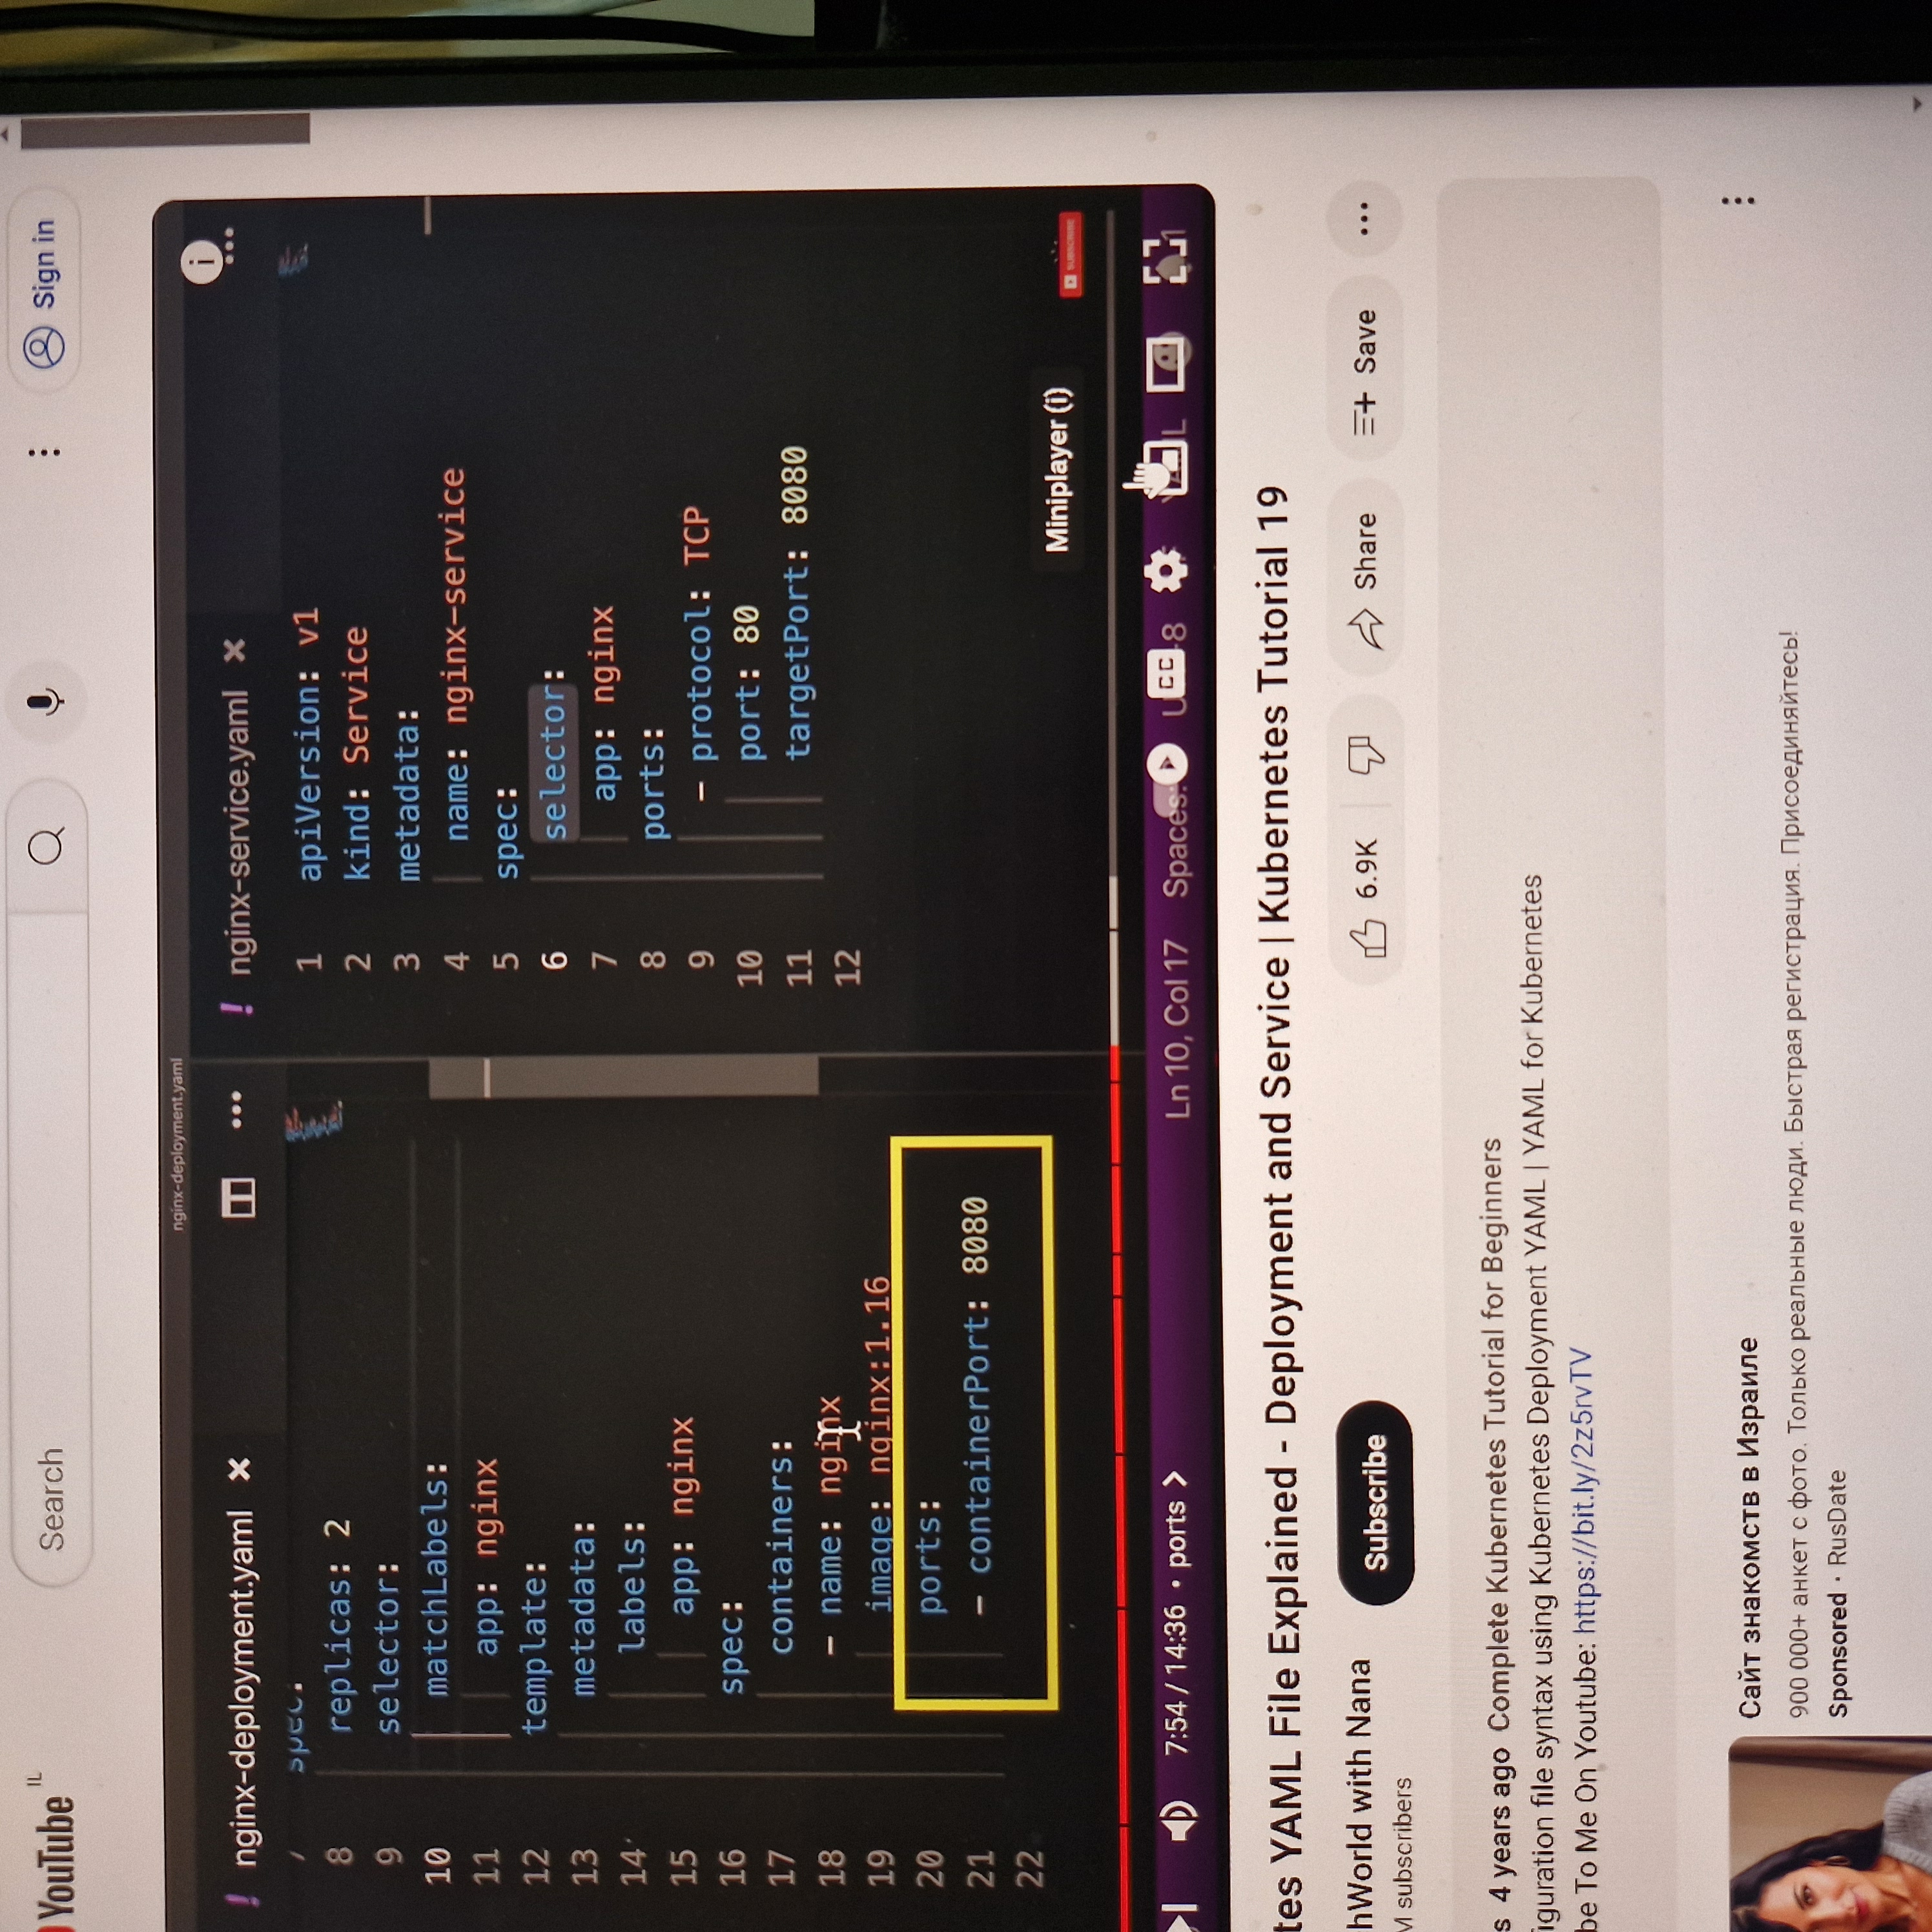 YouTube IL
Search
Sign in
nginx-deployment.yaml
! nginx-deployment.yaml ×
7 spec:
8 replicas: 2
9 selector:
10 matchLabels:
11 app: nginx
12 template:
13 metadata:
14 labels:
15 app: nginx
16 spec:
17 containers:
18 - name: nginx
19 image: nginx:1.16
20 ports:
21 - containerPort: 8080
22
! nginx-service.yaml ×
1 apiVersion: v1
2 kind: Service
3 metadata:
4 name: nginx-service
5 spec:
6 selector:
7 app: nginx
8 ports:
9 - protocol: TCP
10 port: 80
11 targetPort: 8080
12
Miniplayer (i)
SUBSCRIBE
7:54 / 14:36 • ports
Ln 10, Col 17 Spaces:
CC
tes YAML File Explained - Deployment and Service | Kubernetes Tutorial 19
hWorld with Nana
M subscribers
Subscribe
6.9K
Share
Save
s 4 years ago Complete Kubernetes Tutorial for Beginners
iguration file syntax using Kubernetes Deployment YAML | YAML for Kubernetes
be To Me On Youtube: https://bit.ly/2z5rvTV
Сайт знакомств в Израиле
900 000+ анкет с фото. Только реальные люди. Быстрая регистрация. Присоединяйтесь!
Sponsored · RusDate